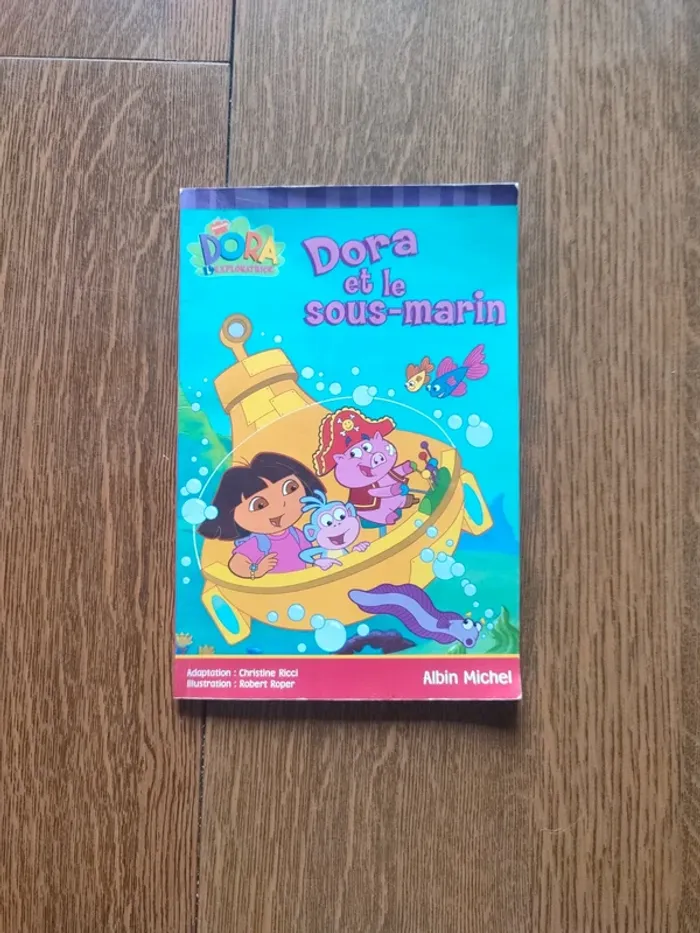 DORA
L'EXPLORATRICE
Dora
et le
sous-marin
Adaptation : Christine Ricci
Illustration : Robert Roper
Albin Michel